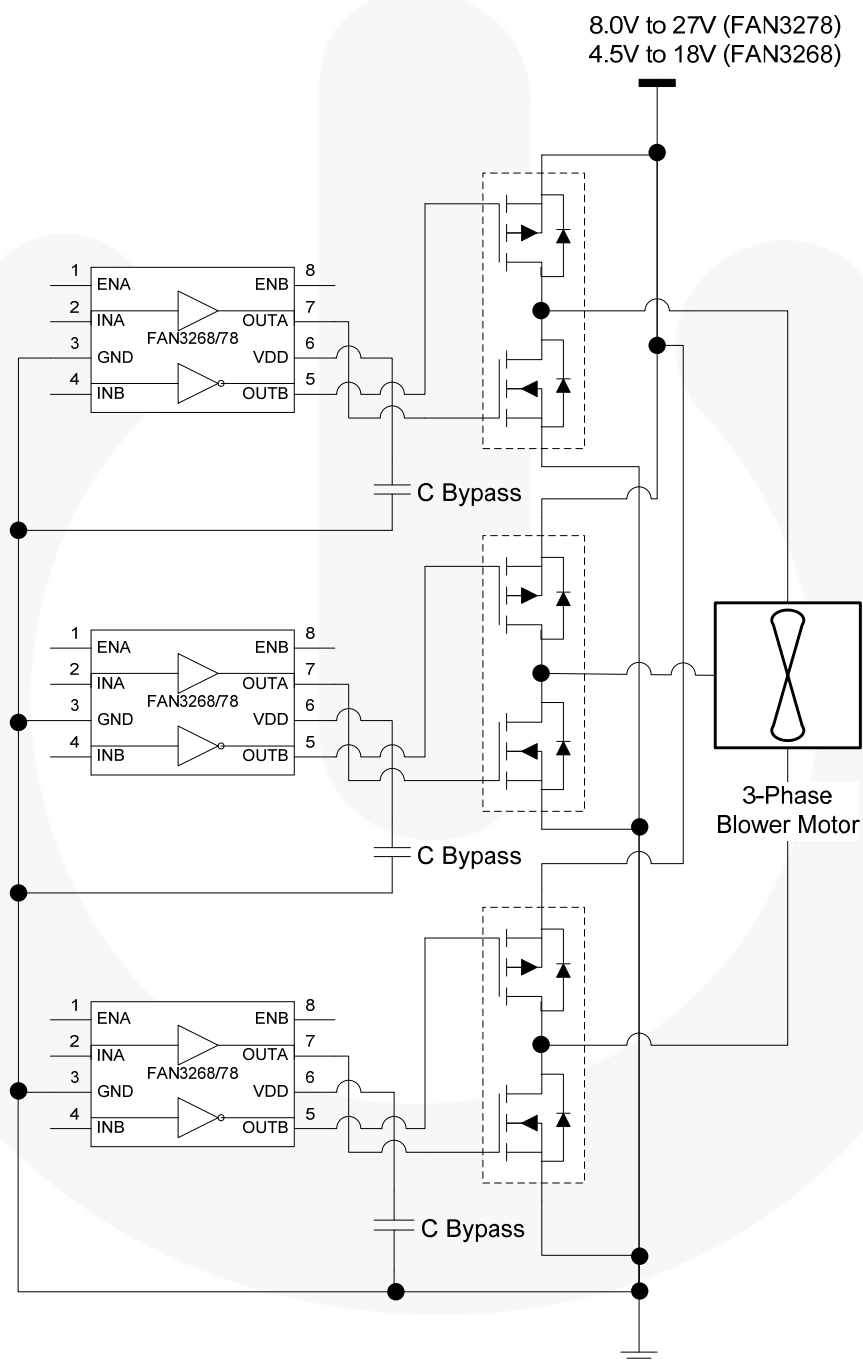 8.0V to 27V (FAN3278)
4.5V to 18V (FAN3268)
1 ENA ENB 8
2 INA OUTA 7
FAN3268/78
3 GND VDD 6
4 INB OUTB 5
C Bypass
1 ENA ENB 8
2 INA OUTA 7
FAN3268/78
3 GND VDD 6
4 INB OUTB 5
3-Phase
Blower Motor
C Bypass
1 ENA ENB 8
2 INA OUTA 7
FAN3268/78
3 GND VDD 6
4 INB OUTB 5
C Bypass